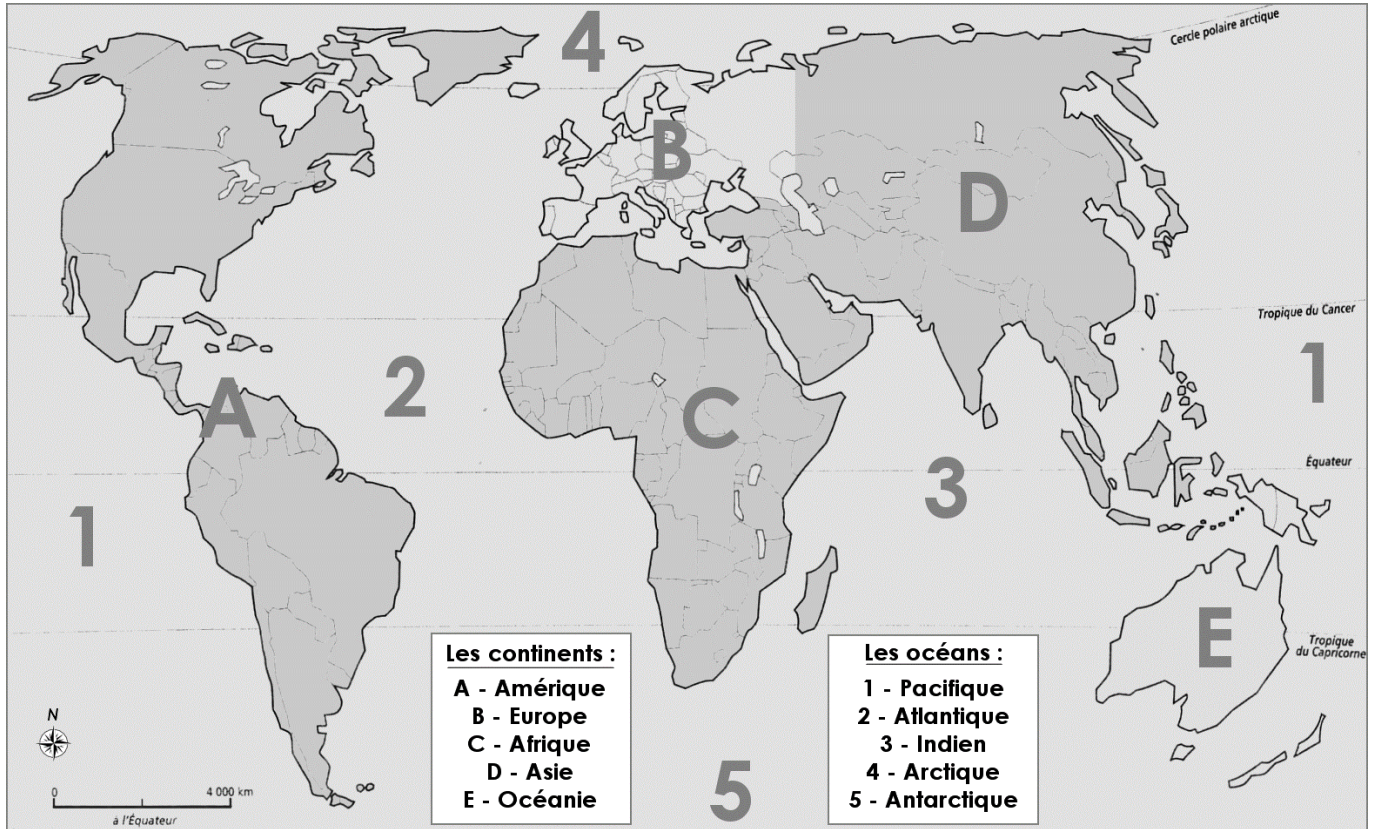 4
Cercle polaire arctique
B
D
Tropique du Cancer
1
2
A
C
Équateur
3
1
E
Tropique
du Capricorne
Les continents :
A - Amérique
B - Europe
C - Afrique
D - Asie
E - Océanie
Les océans :
1 - Pacifique
2 - Atlantique
3 - Indien
4 - Arctique
5 - Antarctique
N
0
4 000 km
à l'Équateur
5